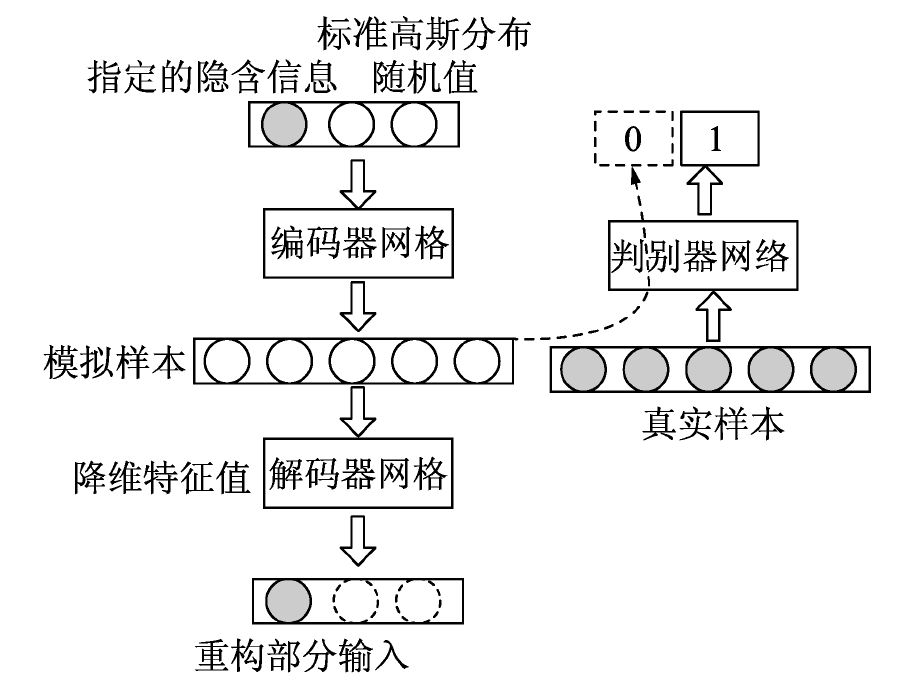 标准高斯分布
指定的隐含信息 随机值
0 1
编码器网格
判别器网络
模拟样本
真实样本
降维特征值
解码器网格
重构部分输入